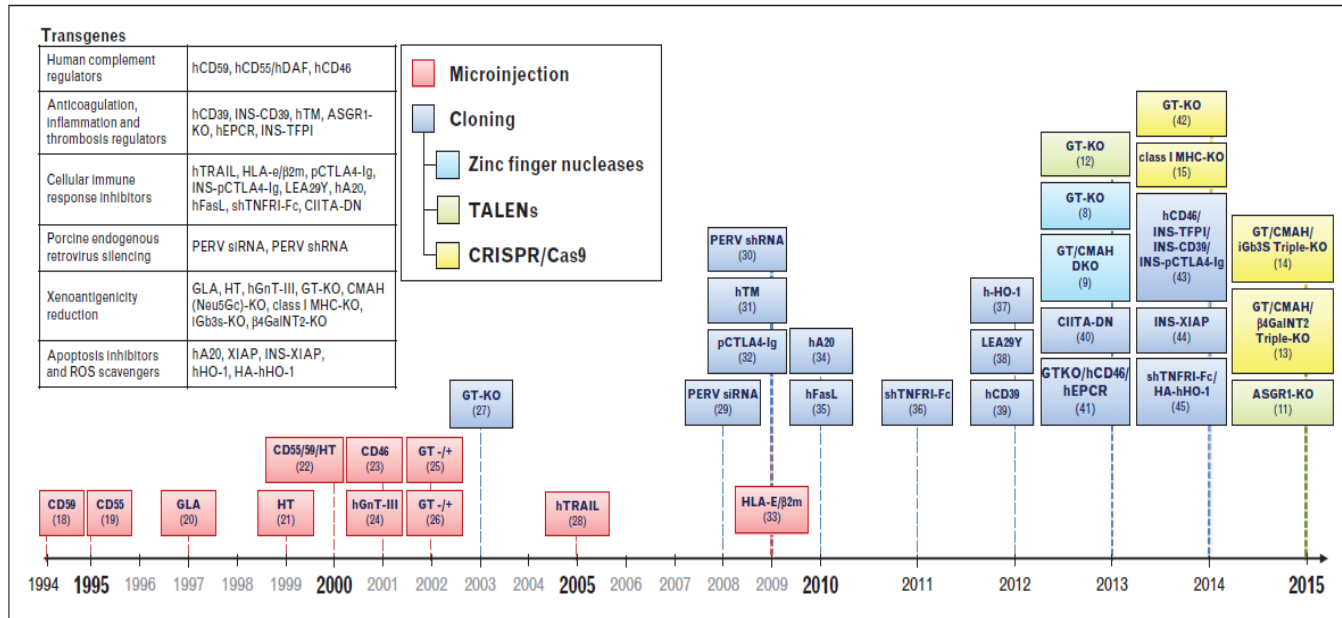 Transgenes
Human complement
regulators
hCD59, hCD55/hDAF, hCD46
Anticoagulation,
inflammation and
thrombosis regulators
hCD39, INS-CD39, hTM, ASGR1-
KO, hEPCR, INS-TFPI
Cellular immune
response inhibitors
hTRAIL, HLA-e/β2m, pCTLA4-Ig,
INS-pCTLA4-Ig, LEA29Y, hA20,
hFasL, shTNFRI-Fc, CIITA-DN
Porcine endogenous
retrovirus silencing
PERV siRNA, PERV shRNA
Xenoantigenicity
reduction
GLA, HT, hGnT-III, GT-KO, CMAH
(Neu5Gc)-KO, class I MHC-KO,
iGb3s-KO, β4GalNT2-KO
Apoptosis inhibitors
and ROS scavengers
hA20, XIAP, INS-XIAP,
hHO-1, HA-hHO-1
Microinjection
Cloning
Zinc finger nucleases
TALENs
CRISPR/Cas9
CD59
(18)
CD55
(19)
GLA
(20)
HT
(21)
CD55/59/HT
(22)
CD46
(23)
hGnT-III
(24)
GT -/+
(25)
GT -/+
(26)
GT-KO
(27)
hTRAIL
(28)
PERV siRNA
(29)
PERV shRNA
(30)
hTM
(31)
pCTLA4-Ig
(32)
HLA-E/β2m
(33)
hA20
(34)
hFasL
(35)
shTNFRI-Fc
(36)
h-HO-1
(37)
LEA29Y
(38)
hCD39
(39)
GT-KO
(12)
GT-KO
(8)
GT/CMAH
DKO
(9)
CIITA-DN
(40)
GTKO/hCD46/
hEPCR
(41)
GT-KO
(42)
class I MHC-KO
(15)
hCD46/
INS-TFPI/
INS-CD39/
INS-pCTLA4-Ig
(43)
INS-XIAP
(44)
shTNFRI-Fc/
HA-hHO-1
(45)
GT/CMAH/
iGb3S Triple-KO
(14)
GT/CMAH/
β4GalNT2
Triple-KO
(13)
ASGR1-KO
(11)
1994 1995 1996 1997 1998 1999 2000 2001 2002 2003 2004 2005 2006 2007 2008 2009 2010 2011 2012 2013 2014 2015